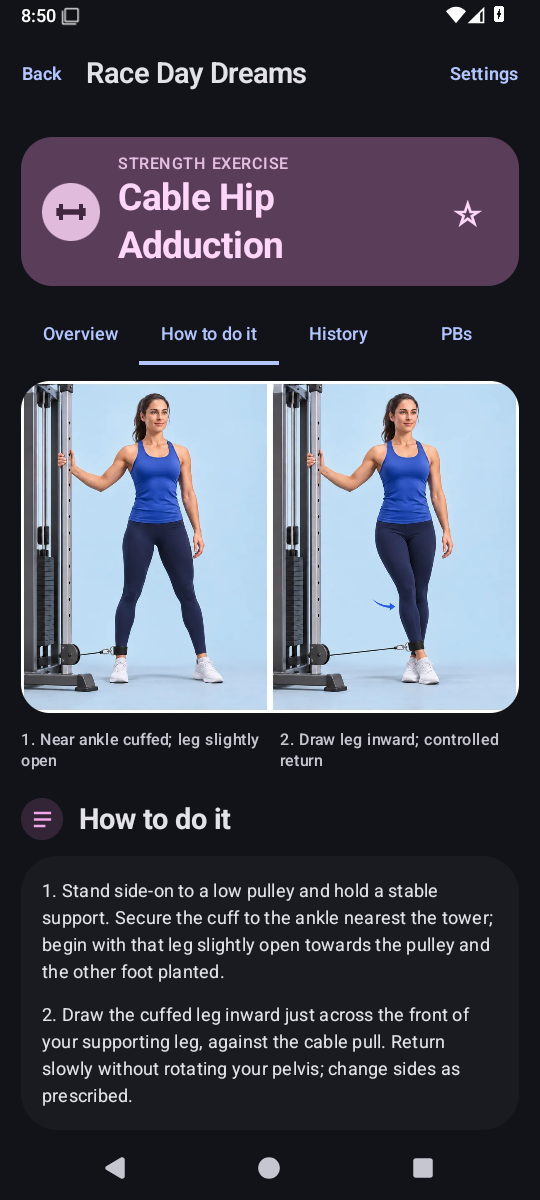 8:50
Back Race Day Dreams Settings
STRENGTH EXERCISE
Cable Hip
Adduction
Overview How to do it History PBs
1. Near ankle cuffed; leg slightly
open
2. Draw leg inward; controlled
return
How to do it
1. Stand side-on to a low pulley and hold a stable
support. Secure the cuff to the ankle nearest the tower;
begin with that leg slightly open towards the pulley and
the other foot planted.
2. Draw the cuffed leg inward just across the front of
your supporting leg, against the cable pull. Return
slowly without rotating your pelvis; change sides as
prescribed.